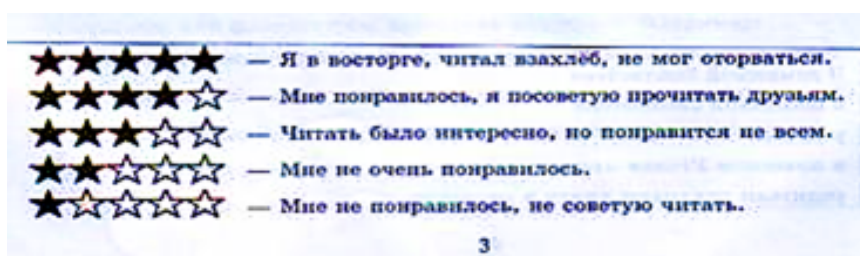 ★★★★★ — Я в восторге, читал взахлёб, не мог оторваться.
★★★★☆ — Мне понравилось, я посоветую прочитать друзьям.
★★★☆☆ — Читать было интересно, но понравится не всем.
★★☆☆☆ — Мне не очень понравилось.
★☆☆☆☆ — Мне не понравилось, не советую читать.
3